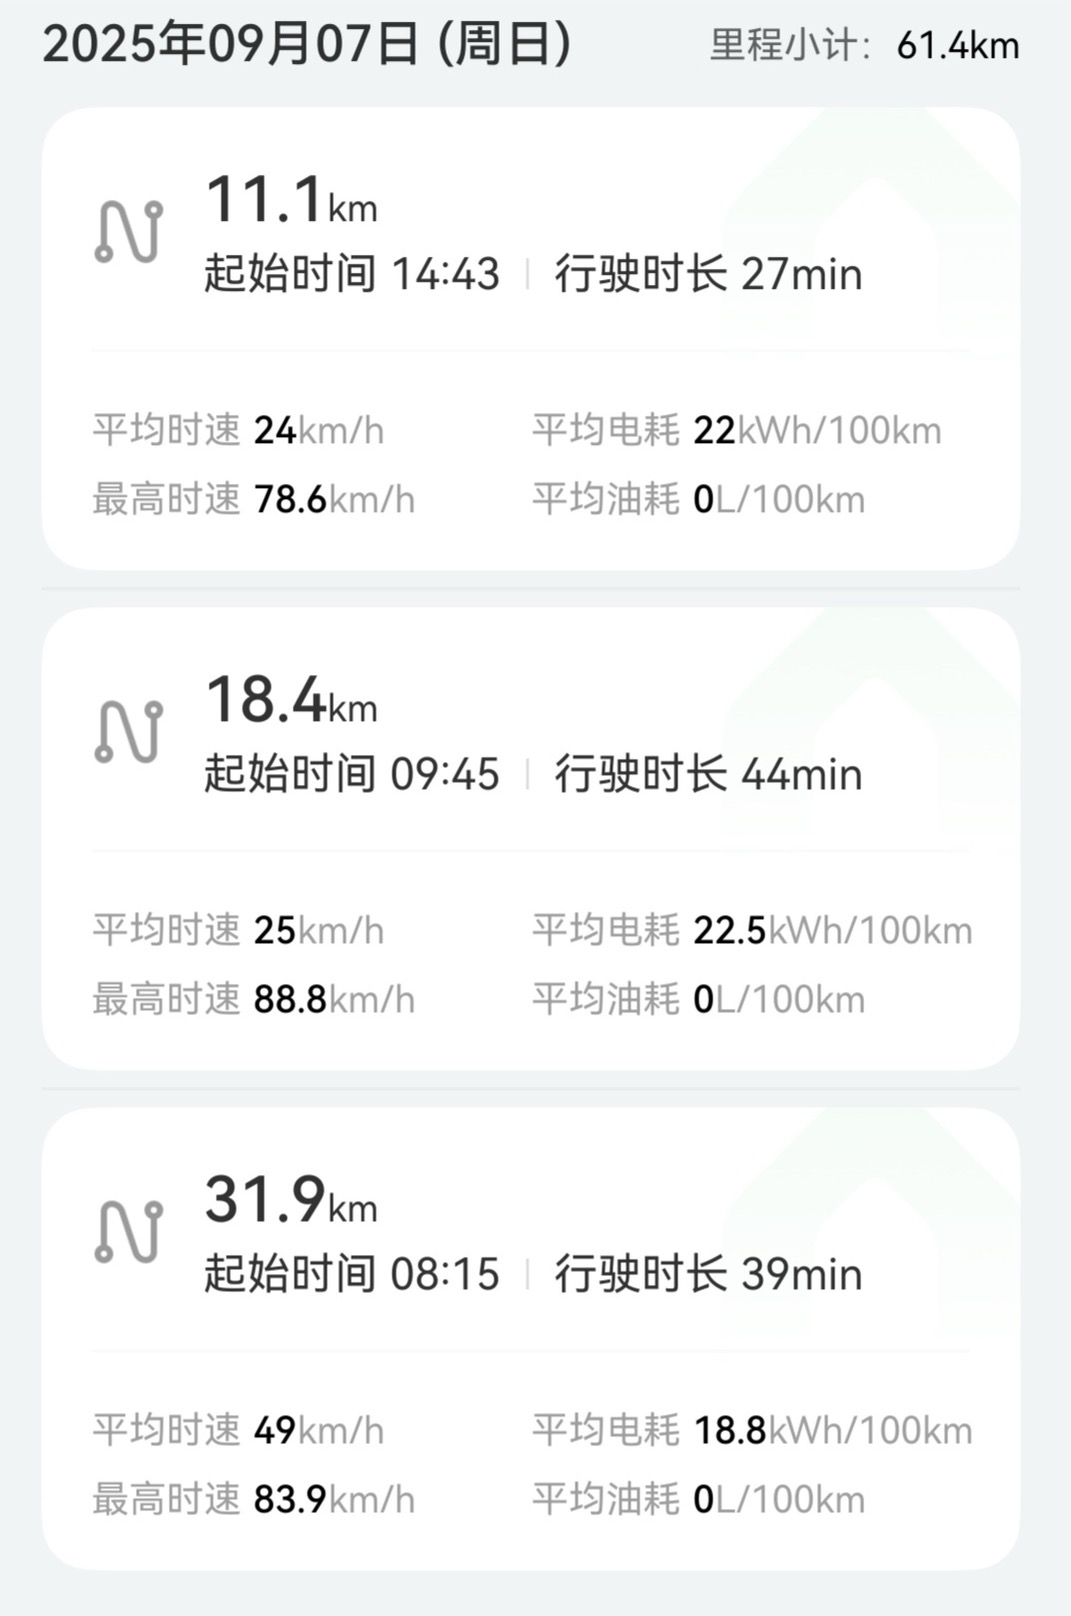 2025年09月07日 (周日) 里程小计: 61.4km
11.1km
起始时间 14:43 | 行驶时长 27min
平均时速 24km/h 平均电耗 22kWh/100km
最高时速 78.6km/h 平均油耗 0L/100km
18.4km
起始时间 09:45 | 行驶时长 44min
平均时速 25km/h 平均电耗 22.5kWh/100km
最高时速 88.8km/h 平均油耗 0L/100km
31.9km
起始时间 08:15 | 行驶时长 39min
平均时速 49km/h 平均电耗 18.8kWh/100km
最高时速 83.9km/h 平均油耗 0L/100km